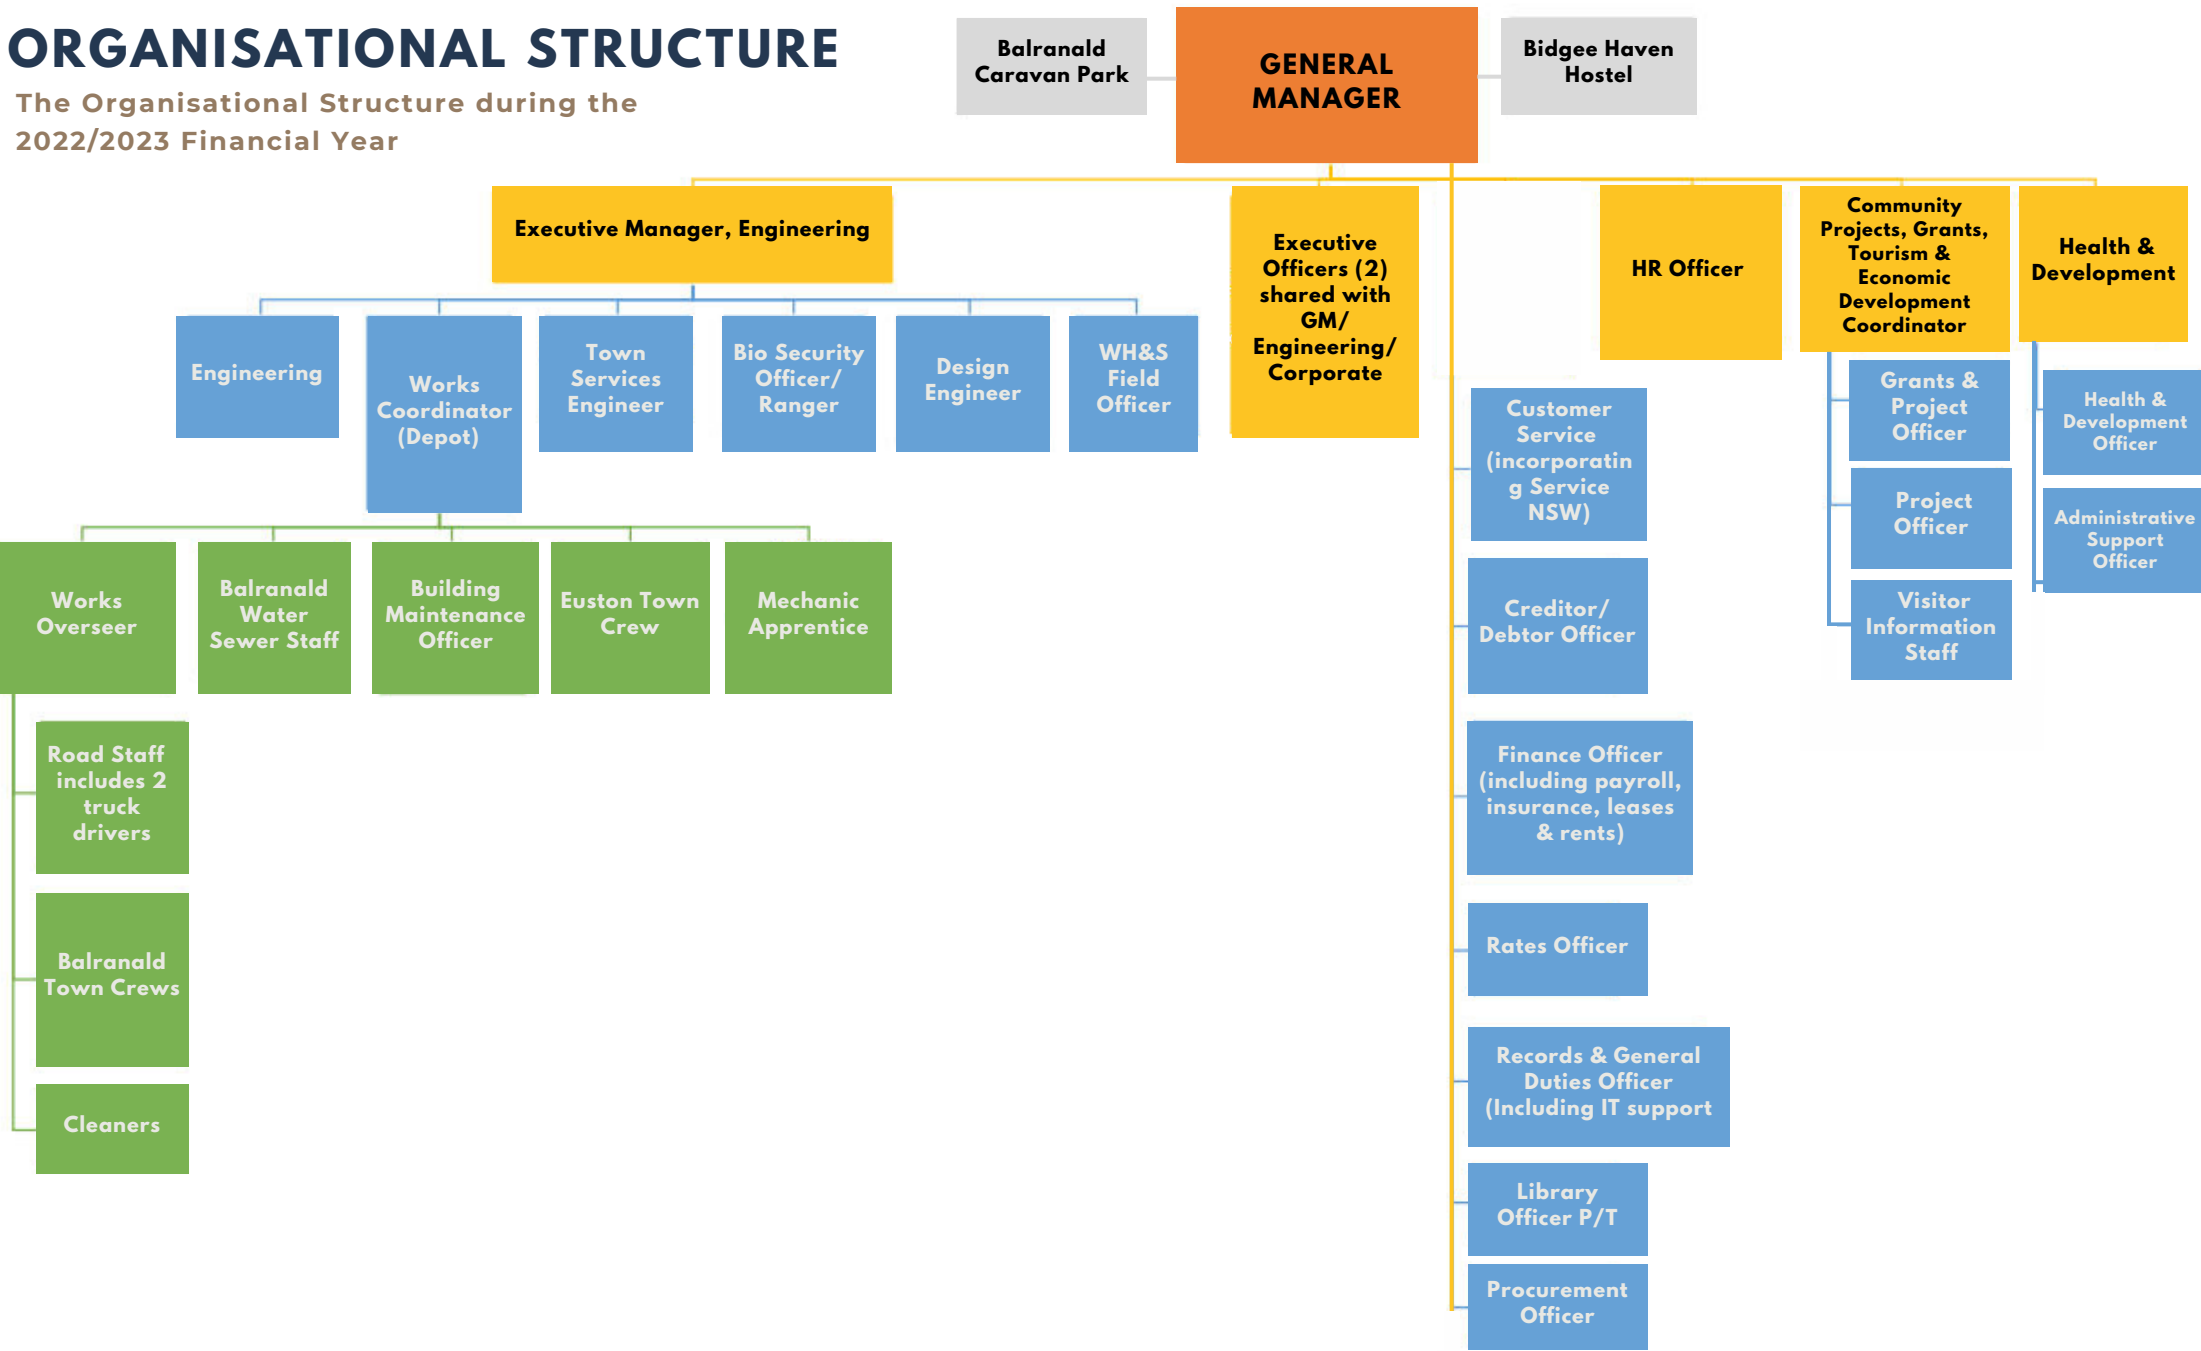 ORGANISATIONAL STRUCTURE
The Organisational Structure during the
2022/2023 Financial Year
Balranald
Caravan Park
GENERAL
MANAGER
Bidgee Haven
Hostel
Executive Manager, Engineering
Executive
Officers (2)
shared with
GM/
Engineering/
Corporate
HR Officer
Community
Projects, Grants,
Tourism &
Economic
Development
Coordinator
Health &
Development
Engineering
Works
Coordinator
(Depot)
Town
Services
Engineer
Bio Security
Officer/
Ranger
Design
Engineer
WH&S
Field
Officer
Works
Overseer
Balranald
Water
Sewer Staff
Building
Maintenance
Officer
Euston Town
Crew
Mechanic
Apprentice
Road Staff
includes 2
truck
drivers
Balranald
Town Crews
Cleaners
Customer
Service
(incorporatin
g Service
NSW)
Creditor/
Debtor Officer
Finance Officer
(including payroll,
insurance, leases
& rents)
Rates Officer
Records & General
Duties Officer
(Including IT support
Library
Officer P/T
Procurement
Officer
Grants &
Project
Officer
Project
Officer
Visitor
Information
Staff
Health &
Development
Officer
Administrative
Support
Officer